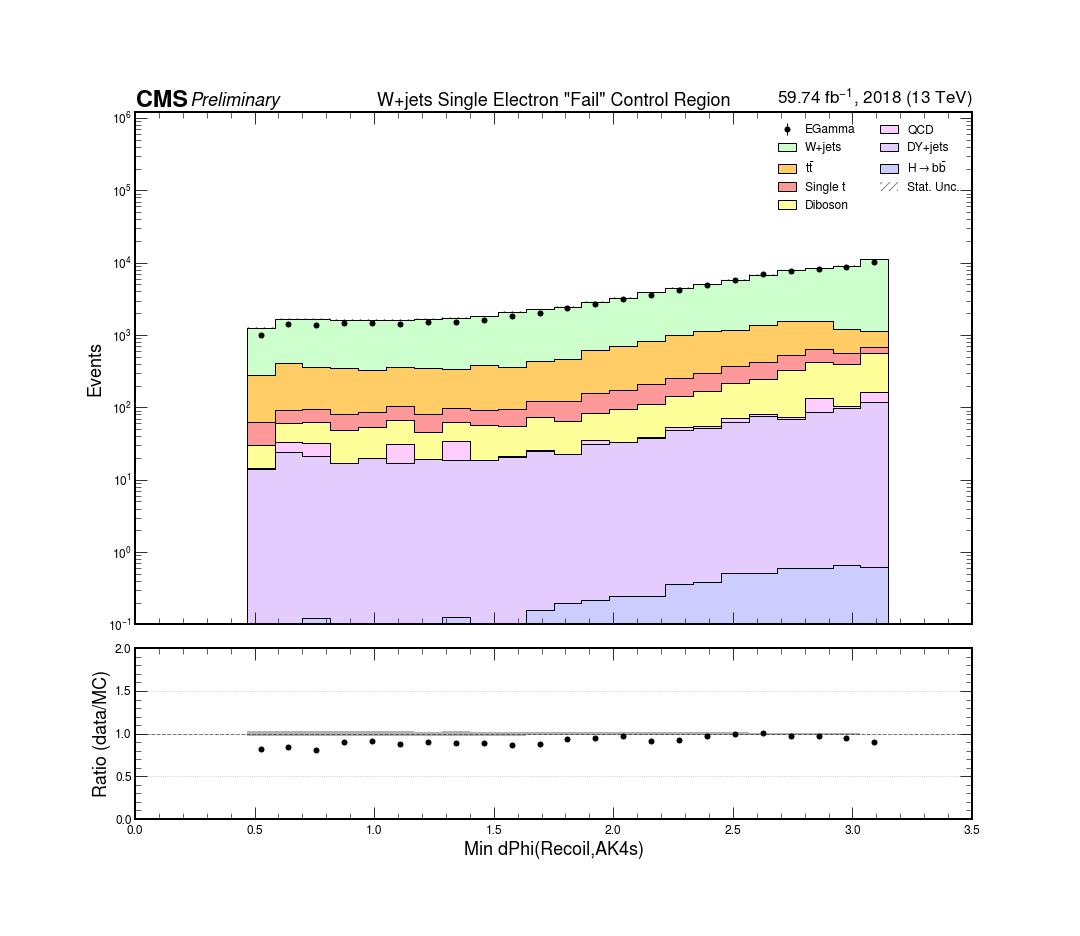 CMS Preliminary W+jets Single Electron "Fail" Control Region 59.74 fb⁻¹, 2018 (13 TeV)
EGamma QCD
W+jets DY+jets
tt̄ H→bb̄
Single t Stat. Unc.
Diboson
10⁶
10⁵
10⁴
10³
10²
10¹
10⁰
10⁻¹
Events
2.0
1.5
1.0
0.5
0.0
Ratio (data/MC)
0.0 0.5 1.0 1.5 2.0 2.5 3.0 3.5
Min dPhi(Recoil,AK4s)